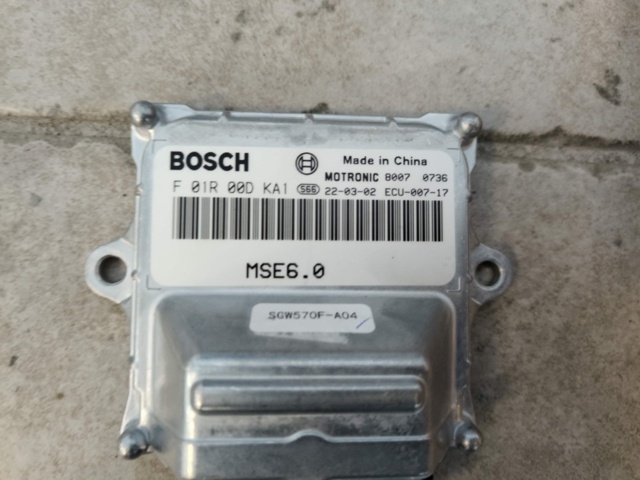 BOSCH Made in China
MOTRONIC 8007 0736
F 01R 00D KA1 S66 22-03-02 ECU-007-17
MSE6.0
SGW570F-A04